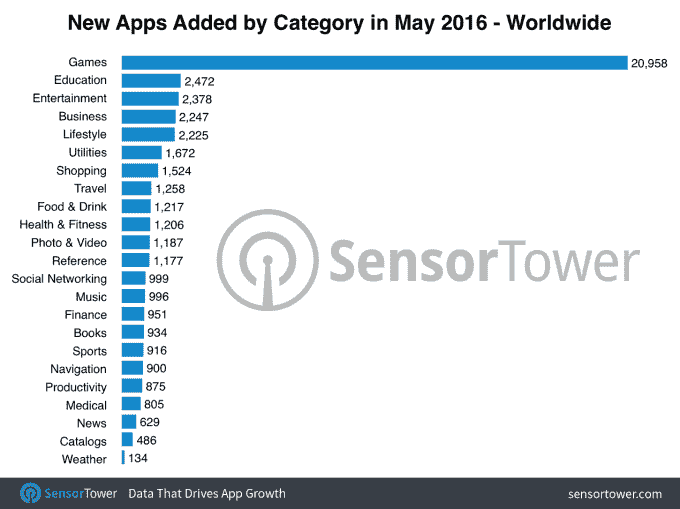 New Apps Added by Category in May 2016 - Worldwide
Games 20,958
Education 2,472
Entertainment 2,378
Business 2,247
Lifestyle 2,225
Utilities 1,672
Shopping 1,524
Travel 1,258
Food & Drink 1,217
Health & Fitness 1,206
Photo & Video 1,187
Reference 1,177
Social Networking 999
Music 996
Finance 951
Books 934
Sports 916
Navigation 900
Productivity 875
Medical 805
News 629
Catalogs 486
Weather 134
SensorTower
SensorTower Data That Drives App Growth sensortower.com